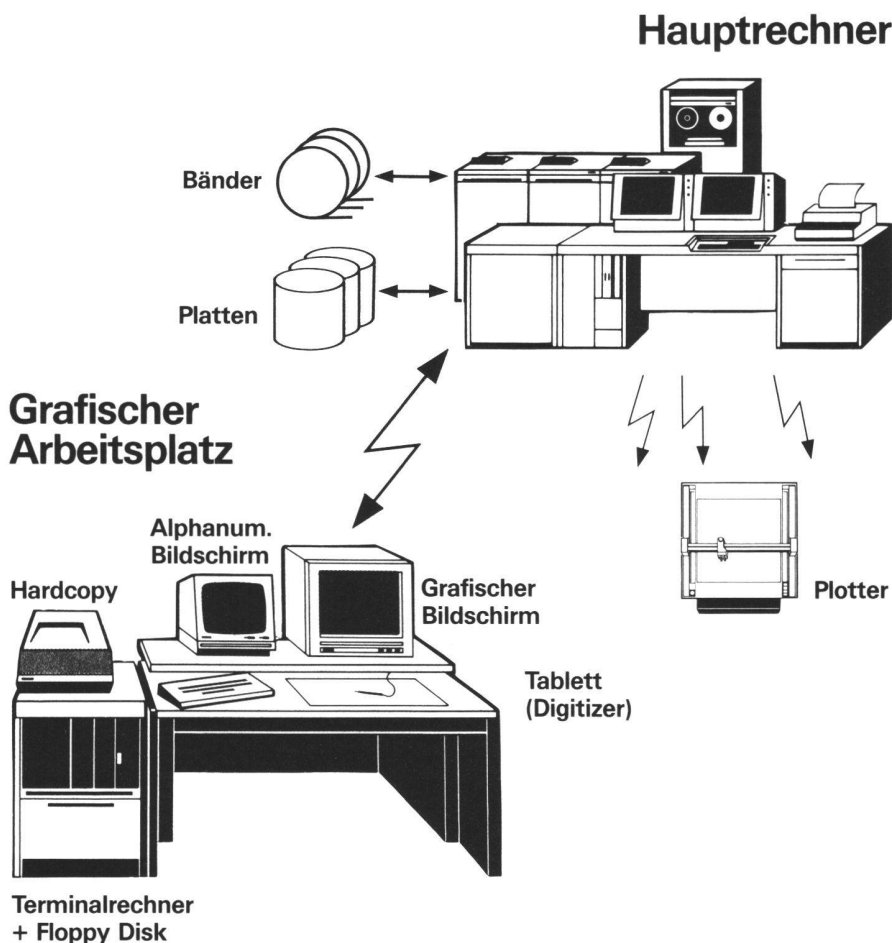 Hauptrechner
Bänder
Platten
Grafischer
Arbeitsplatz
Alphanum.
Bildschirm
Hardcopy
Grafischer
Bildschirm
Plotter
Tablett
(Digitizer)
Terminalrechner
+ Floppy Disk